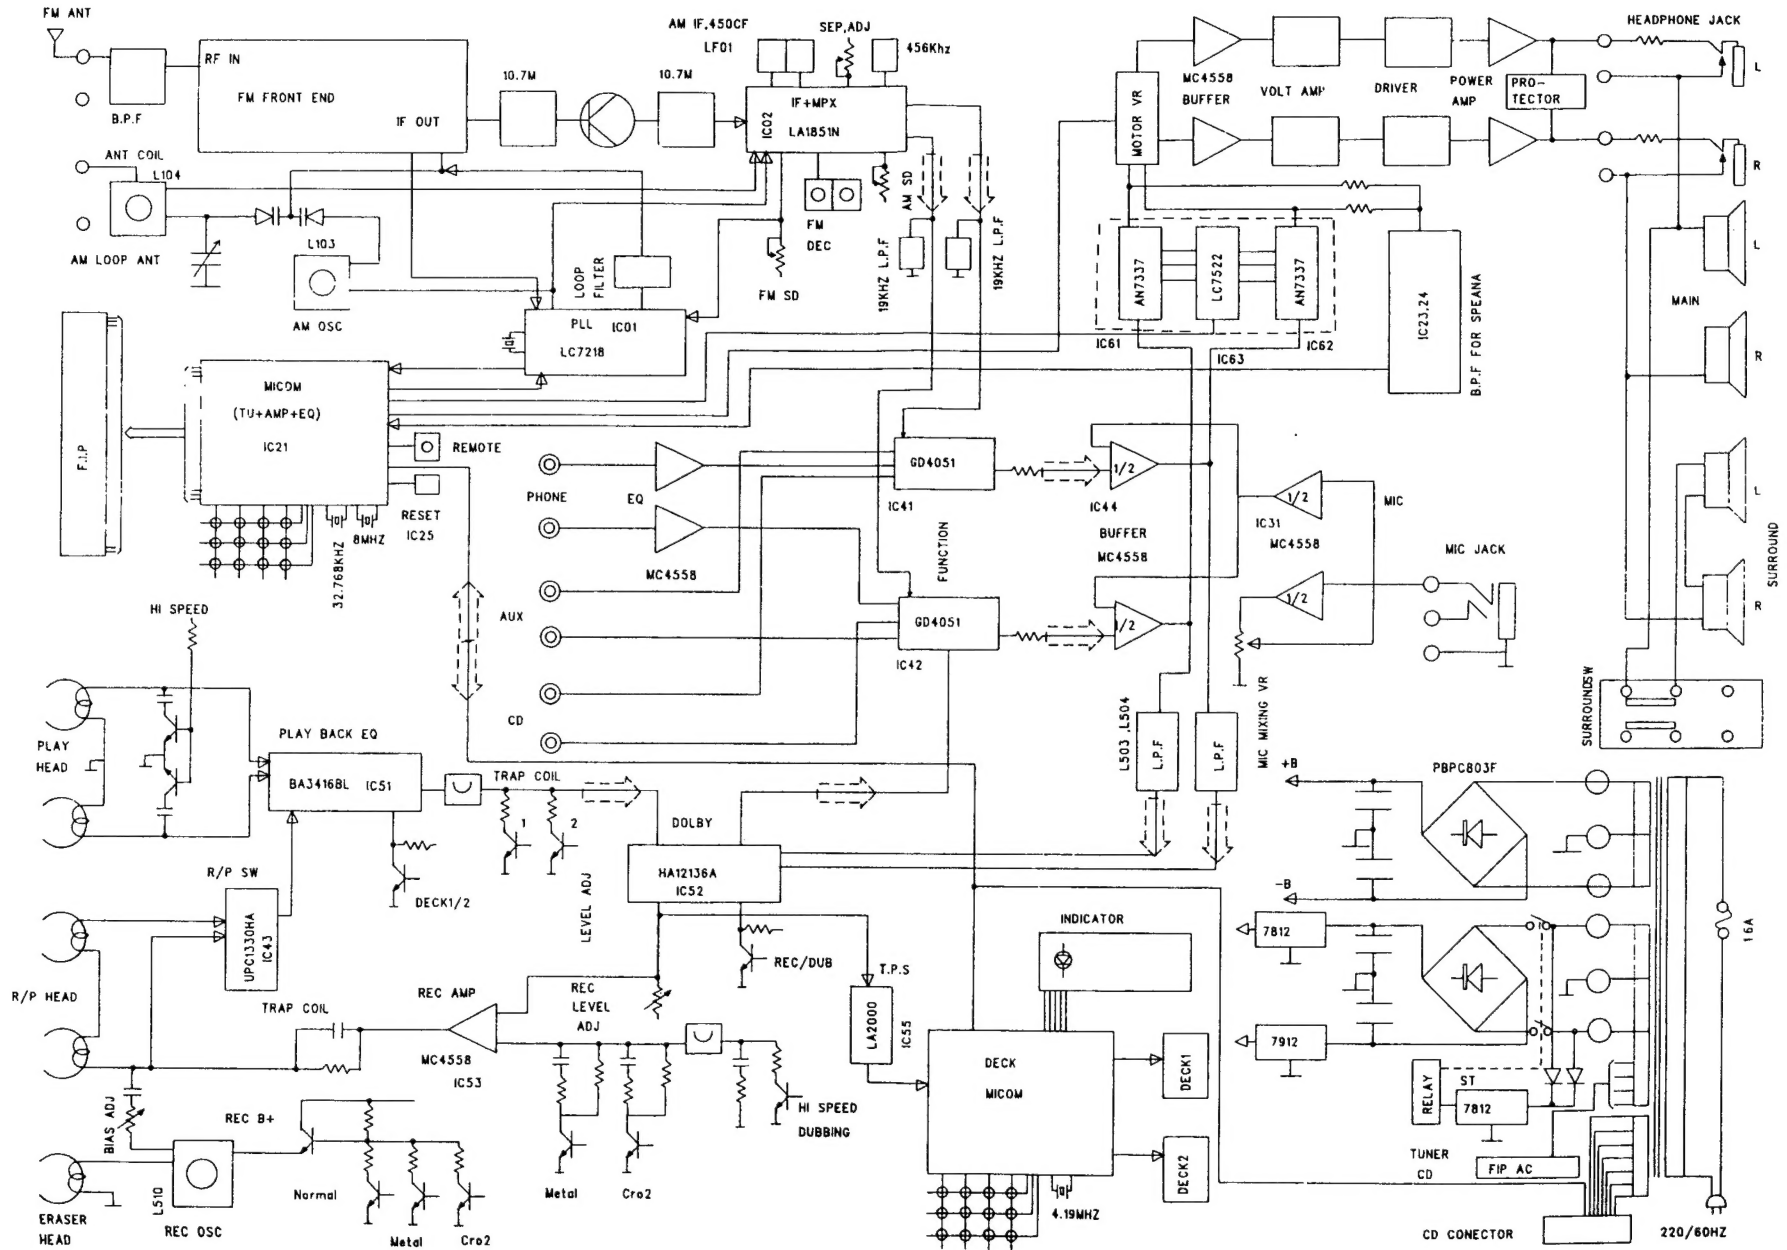 FM ANT
RF IN
FM FRONT END
IF OUT
B.P.F
ANT COIL
L104
AM LOOP ANT
L103
AM OSC
10.7M
10.7M
AM IF,450CF
LF01
SEP,ADJ
456Khz
IF+MPX
IC02
LA1851N
FM
DEC
FM SD
AM SD
19KHZ L.P.F
19KHZ L.P.F
LOOP
FILTER
PLL
IC01
LC7218
MOTOR VR
MC4558
BUFFER
VOLT AMP
DRIVER
POWER
AMP
PRO-
TECTOR
HEADPHONE JACK
L
R
AN7337
LC7522
AN7337
IC61
IC63
IC62
IC23,24
B.P.F FOR SPEANA
MAIN
L
R
L
R
SURROUND
SURROUNDSW
F.I.P
MICOM
(TU+AMP+EQ)
IC21
REMOTE
RESET
IC25
32.768KHZ
8MHZ
PHONE
EQ
MC4558
AUX
CD
GD4051
IC41
FUNCTION
GD4051
IC42
1/2
IC44
BUFFER
MC4558
1/2
1/2
IC31
MC4558
MIC
1/2
MIC JACK
MIC MIXING VR
L503 ,L504
L.P.F
L.P.F
HI SPEED
PLAY
HEAD
PLAY BACK EQ
BA3416BL
IC51
TRAP COIL
1
2
DECK1/2
LEVEL ADJ
DOLBY
HA12136A
IC52
R/P SW
UPC1330HA
IC43
R/P HEAD
TRAP COIL
REC AMP
MC4558
IC53
REC
LEVEL
ADJ
REC/DUB
T.P.S
LA2000
IC55
INDICATOR
DECK
MICOM
DECK1
DECK2
4.19MHZ
BIAS ADJ
REC B+
L510
REC OSC
ERASER
HEAD
Normal
Metal
Cro2
Metal
Cro2
HI SPEED
DUBBING
+B
-B
PBPC803F
7812
7912
RELAY
ST
7812
TUNER
CD
FIP AC
CD CONECTOR
1 6A
220/60HZ